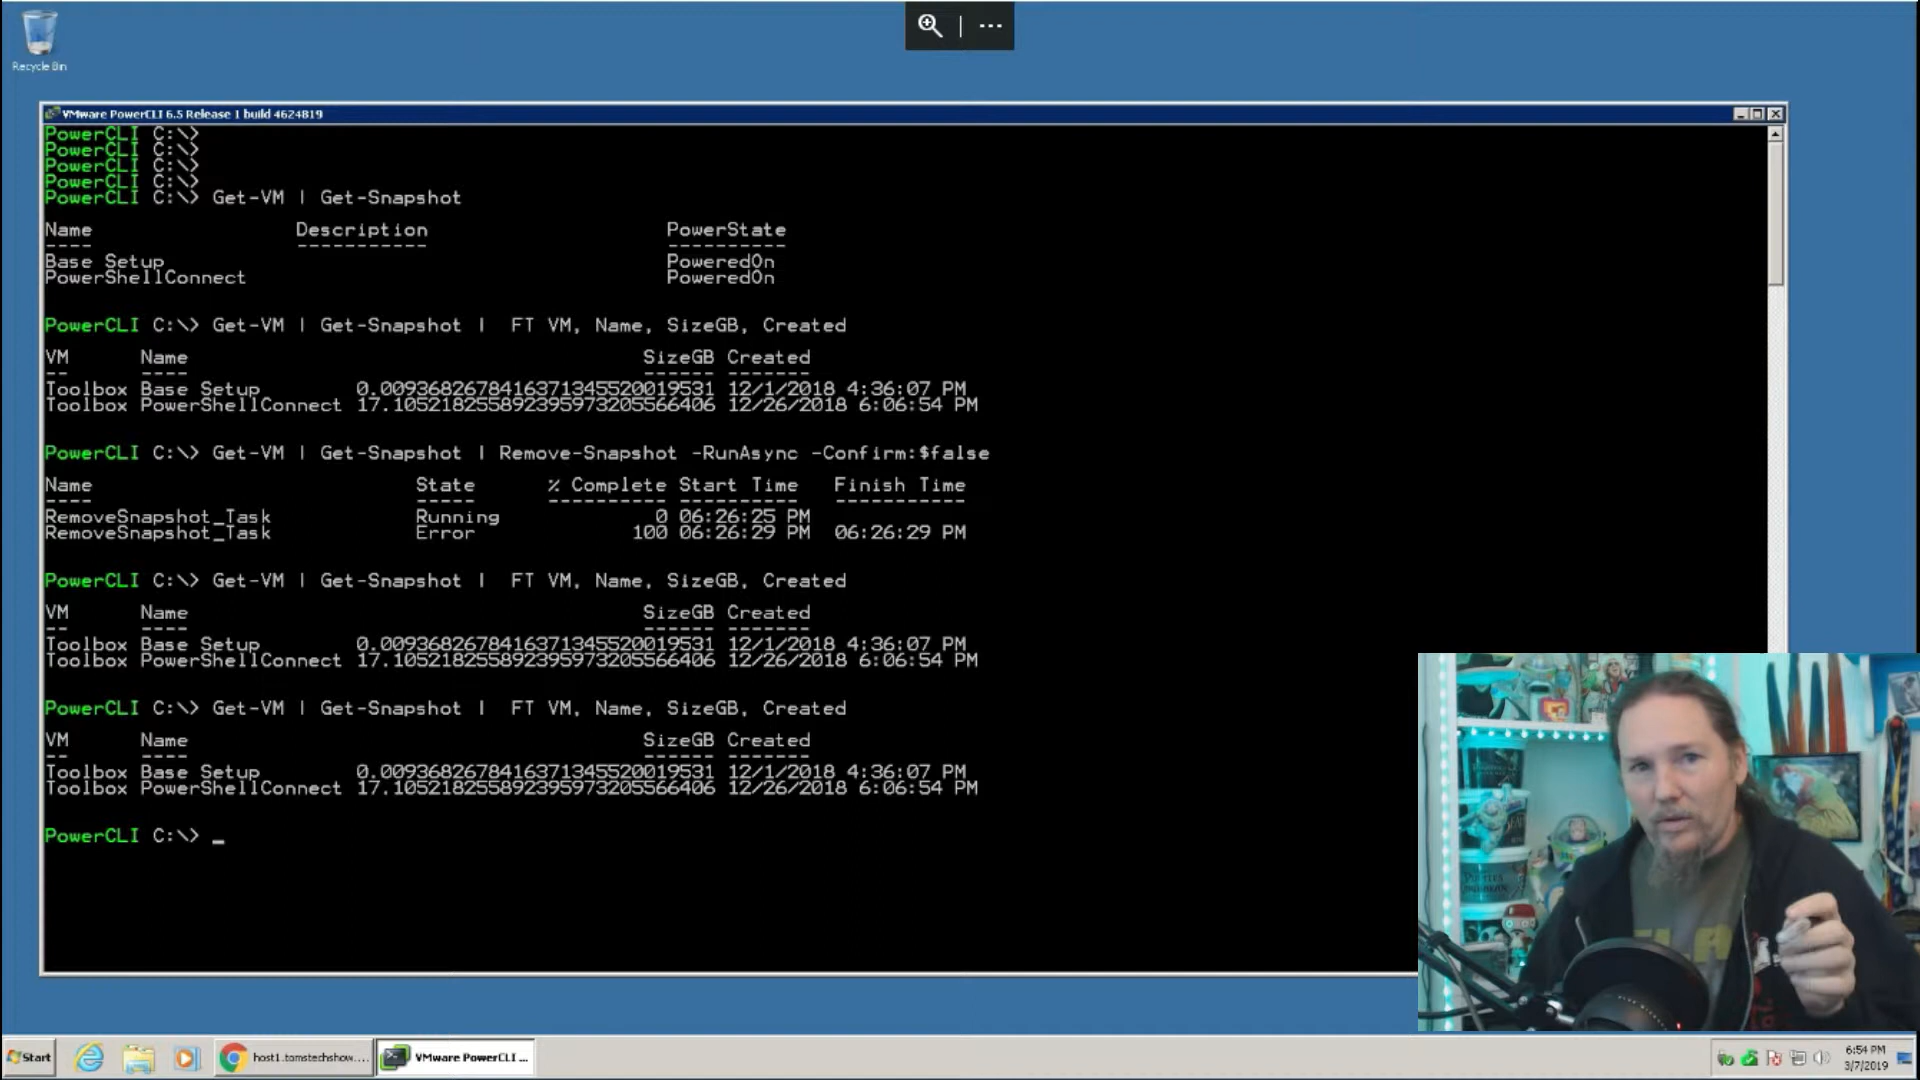 Recycle Bin
VMware PowerCLI 6.5 Release 1 build 4624819
PowerCLI C:\>
PowerCLI C:\>
PowerCLI C:\>
PowerCLI C:\>
PowerCLI C:\> Get-VM | Get-Snapshot
Name Description PowerState
---- ----------- ----------
Base Setup PoweredOn
PowerShellConnect PoweredOn
PowerCLI C:\> Get-VM | Get-Snapshot | FT VM, Name, SizeGB, Created
VM Name SizeGB Created
-- ---- ------ -------
Toolbox Base Setup 0.0093682678416371345520019531 12/1/2018 4:36:07 PM
Toolbox PowerShellConnect 17.105218255892395973205566406 12/26/2018 6:06:54 PM
PowerCLI C:\> Get-VM | Get-Snapshot | Remove-Snapshot -RunAsync -Confirm:$false
Name State % Complete Start Time Finish Time
---- ----- ---------- ---------- -----------
RemoveSnapshot_Task Running 0 06:26:25 PM
RemoveSnapshot_Task Error 100 06:26:29 PM 06:26:29 PM
PowerCLI C:\> Get-VM | Get-Snapshot | FT VM, Name, SizeGB, Created
VM Name SizeGB Created
-- ---- ------ -------
Toolbox Base Setup 0.0093682678416371345520019531 12/1/2018 4:36:07 PM
Toolbox PowerShellConnect 17.105218255892395973205566406 12/26/2018 6:06:54 PM
PowerCLI C:\> Get-VM | Get-Snapshot | FT VM, Name, SizeGB, Created
VM Name SizeGB Created
-- ---- ------ -------
Toolbox Base Setup 0.0093682678416371345520019531 12/1/2018 4:36:07 PM
Toolbox PowerShellConnect 17.105218255892395973205566406 12/26/2018 6:06:54 PM
PowerCLI C:\> _
Start
host1.tomstechshow....
VMware PowerCLI ...
6:54 PM
3/7/2019